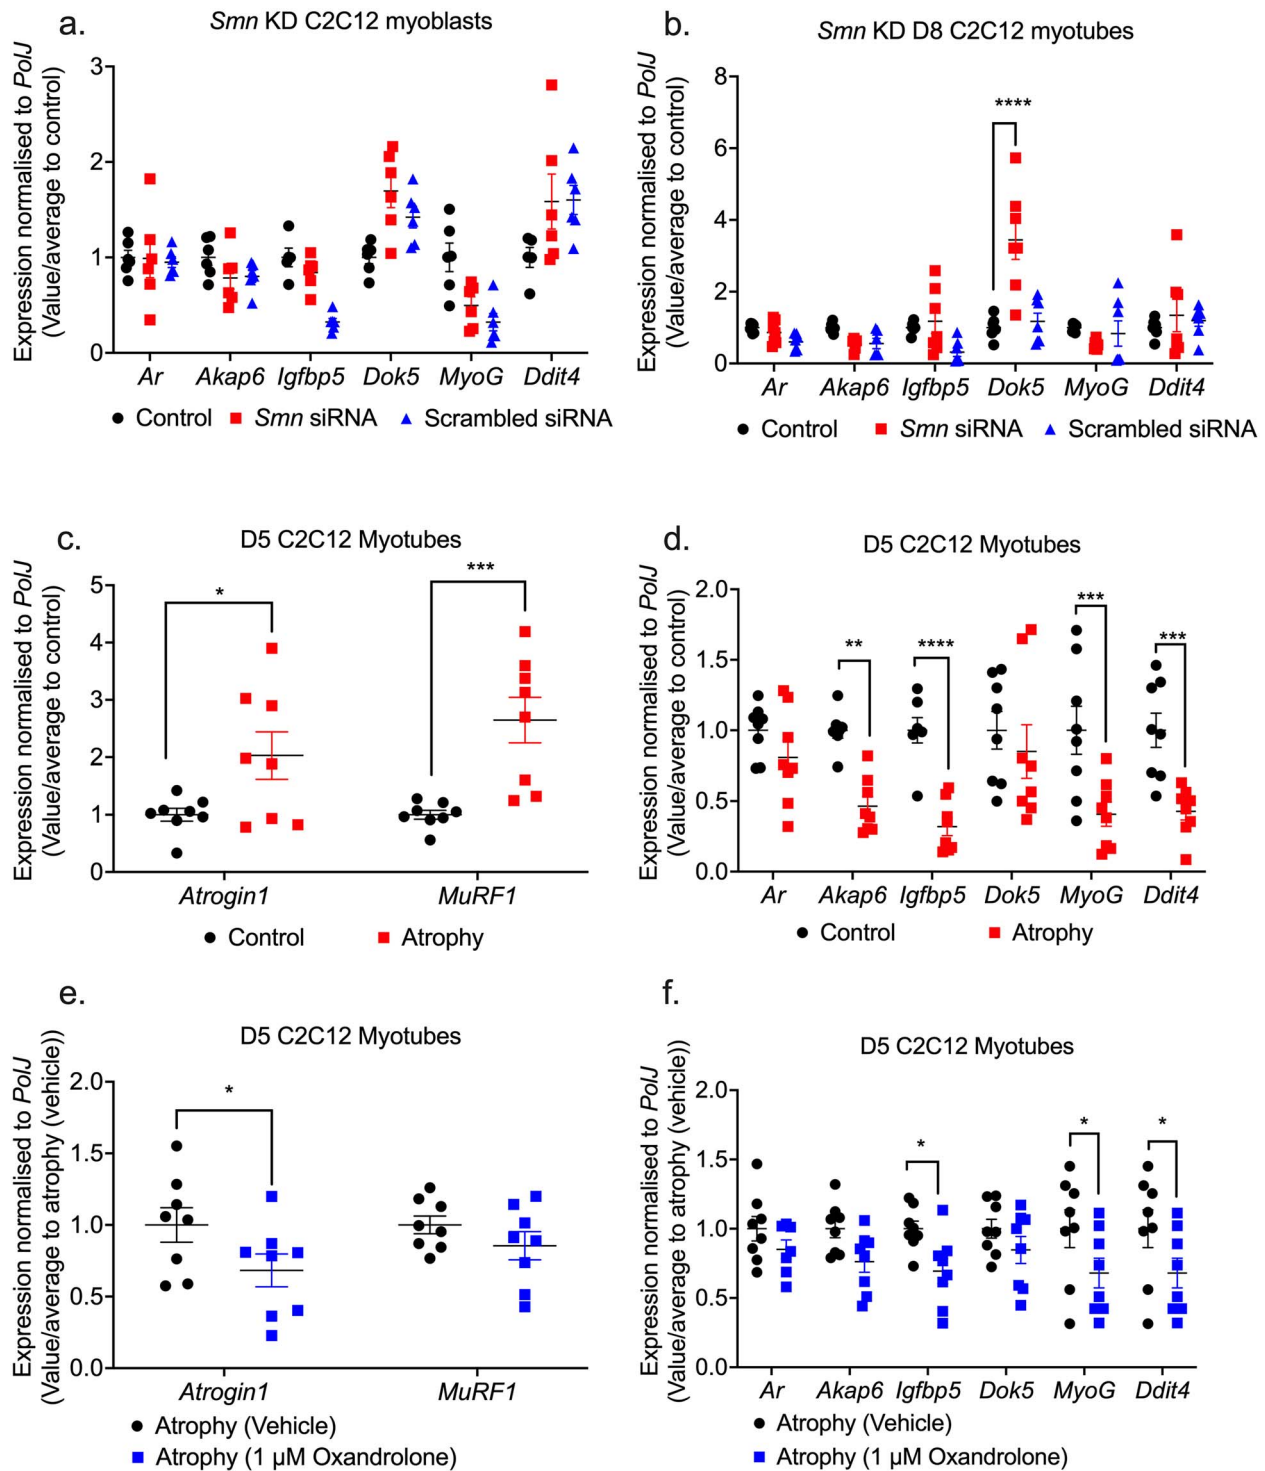 a.
Smn KD C2C12 myoblasts
Expression normalised to PolJ
(Value/average to control)
3
2
1
0
Ar Akap6 Igfbp5 Dok5 MyoG Ddit4
Control Smn siRNA Scrambled siRNA
b.
Smn KD D8 C2C12 myotubes
Expression normalised to PolJ
(Value/average to control)
8
6
4
2
0
****
Ar Akap6 Igfbp5 Dok5 MyoG Ddit4
Control Smn siRNA Scrambled siRNA
c.
D5 C2C12 Myotubes
Expression normalised to PolJ
(Value/average to control)
5
4
3
2
1
0
* ***
Atrogin1 MuRF1
Control Atrophy
d.
D5 C2C12 Myotubes
Expression normalised to PolJ
(Value/average to control)
2.0
1.5
1.0
0.5
0.0
** **** *** ***
Ar Akap6 Igfbp5 Dok5 MyoG Ddit4
Control Atrophy
e.
D5 C2C12 Myotubes
Expression normalised to PolJ
(Value/average to atrophy (vehicle))
2.0
1.5
1.0
0.5
0.0
*
Atrogin1 MuRF1
Atrophy (Vehicle)
Atrophy (1 µM Oxandrolone)
f.
D5 C2C12 Myotubes
Expression normalised to PolJ
(Value/average to atrophy (vehicle))
2.0
1.5
1.0
0.5
0.0
* * *
Ar Akap6 Igfbp5 Dok5 MyoG Ddit4
Atrophy (Vehicle)
Atrophy (1 µM Oxandrolone)